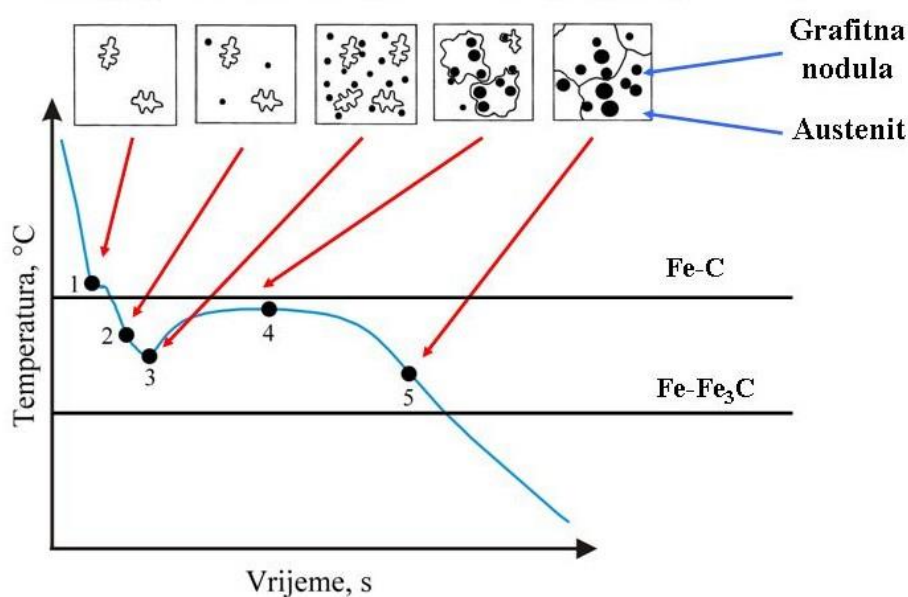 Grafitna
nodula
Austenit
Temperatura, °C
Fe-C
1
2
3
4
5
Fe-Fe₃C
Vrijeme, s